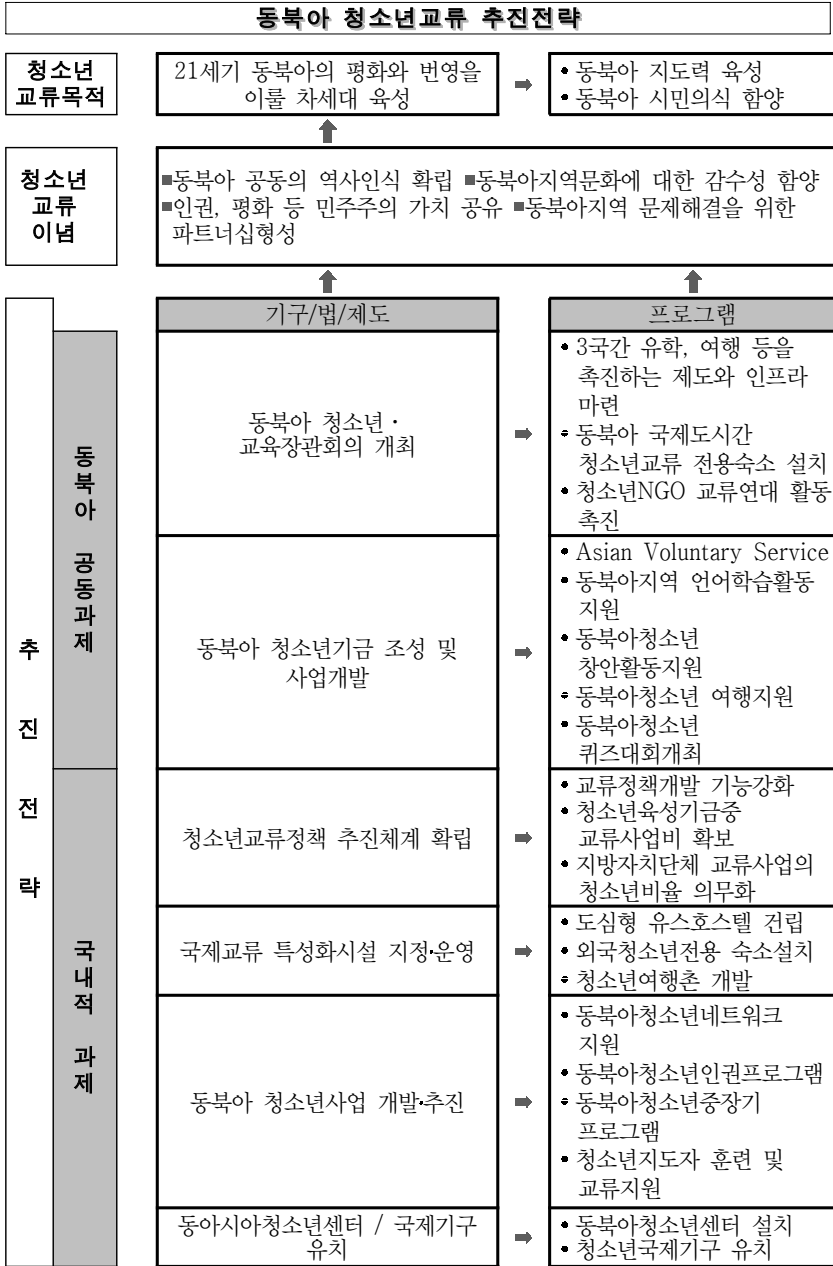 동북아 청소년교류 추진전략
청소년
교류목적
21세기 동북아의 평화와 번영을
이룰 차세대 육성
• 동북아 지도력 육성
• 동북아 시민의식 함양
청소년
교류
이념
■동북아 공동의 역사인식 확립 ■동북아지역문화에 대한 감수성 함양
■인권, 평화 등 민주주의 가치 공유 ■동북아지역 문제해결을 위한
파트너십형성
추진전략
기구/법/제도
프로그램
동북아 공동과제
동북아 청소년·
교육장관회의 개최
• 3국간 유학, 여행 등을
촉진하는 제도와 인프라
마련
• 동북아 국제도시간
청소년교류 전용숙소 설치
• 청소년NGO 교류연대 활동
촉진
동북아 청소년기금 조성 및
사업개발
• Asian Voluntary Service
• 동북아지역 언어학습활동
지원
• 동북아청소년
창안활동지원
• 동북아청소년 여행지원
• 동북아청소년
퀴즈대회개최
국내적 과제
청소년교류정책 추진체계 확립
• 교류정책개발 기능강화
• 청소년육성기금중
교류사업비 확보
• 지방자치단체 교류사업의
청소년비율 의무화
국제교류 특성화시설 지정·운영
• 도심형 유스호스텔 건립
• 외국청소년전용 숙소설치
• 청소년여행촌 개발
동북아 청소년사업 개발·추진
• 동북아청소년네트워크
지원
• 동북아청소년인권프로그램
• 동북아청소년중장기
프로그램
• 청소년지도자 훈련 및
교류지원
동아시아청소년센터 / 국제기구
유치
• 동북아청소년센터 설치
• 청소년국제기구 유치